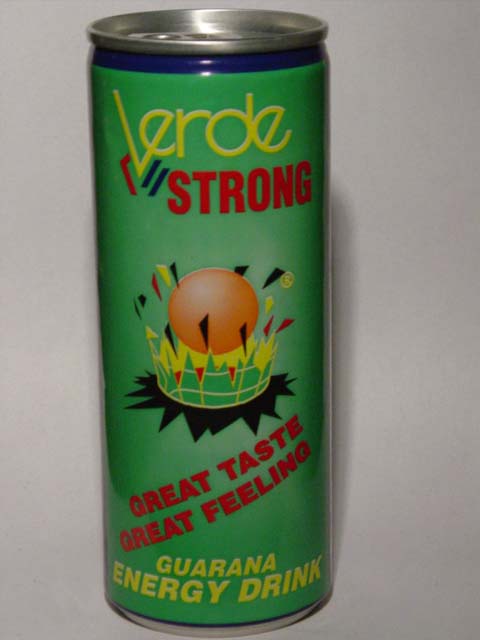 Verde
STRONG
®
GREAT TASTE
GREAT FEELING
GUARANA
ENERGY DRINK